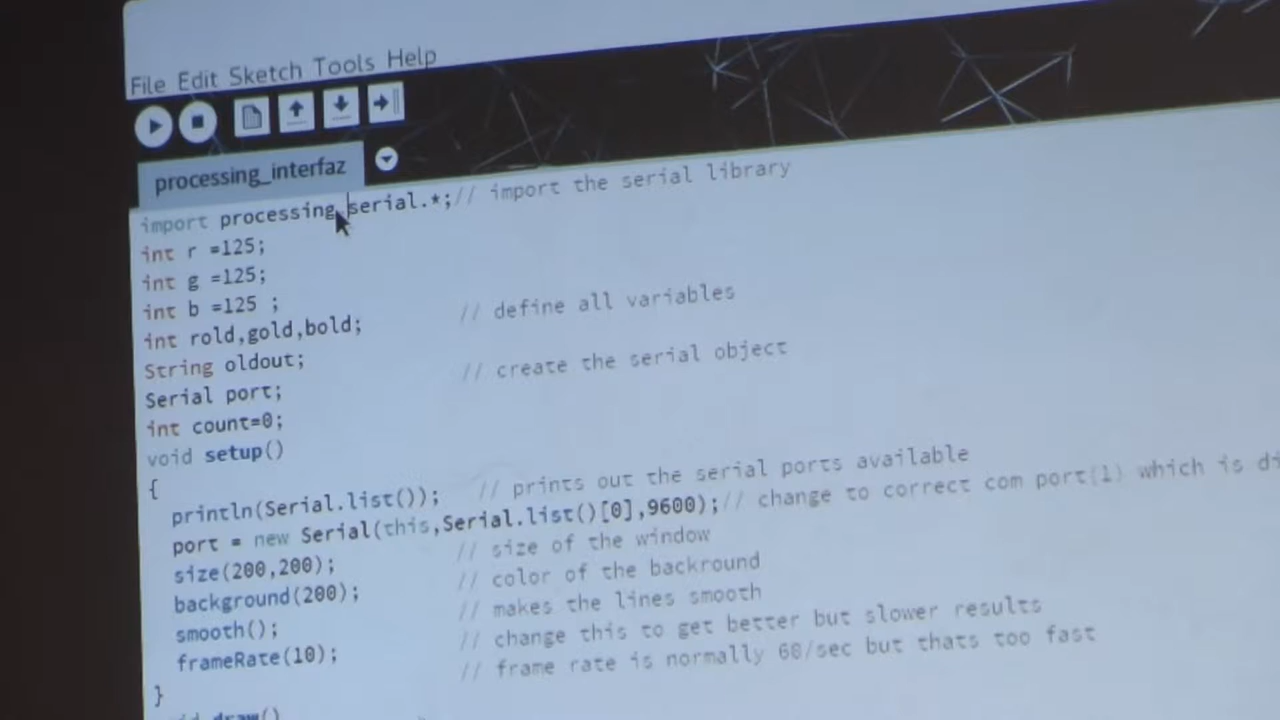 File Edit Sketch Tools Help
processing_interfaz
import processing.serial.*;// import the serial library
int r =125;
int g =125;
int b =125 ;
int rold,gold,bold; // define all variables
String oldout;
Serial port; // create the serial object
int count=0;
void setup()
{
println(Serial.list()); // prints out the serial ports available
port = new Serial(this,Serial.list()[0],9600);// change to correct com port(1) which is di
size(200,200); // size of the window
background(200); // color of the backround
smooth(); // makes the lines smooth
frameRate(10); // change this to get better but slower results
// frame rate is normally 60/sec but thats too fast
}
draw()